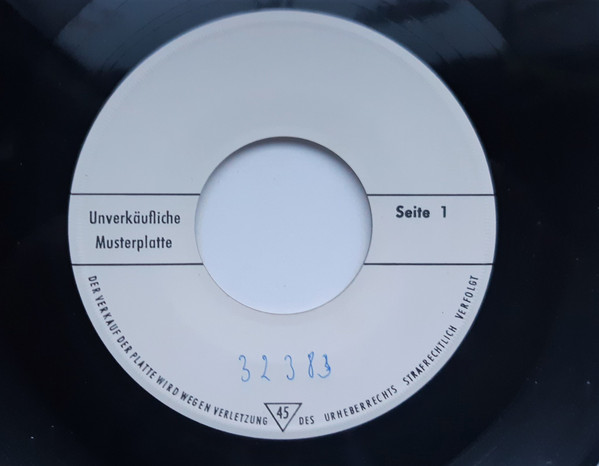 Unverkäufliche
Musterplatte
Seite 1
32383
DER VERKAUF DER PLATTE WIRD WEGEN VERLETZUNG 45 DES URHEBERRECHTS STRAFRECHTLICH VERFOLGT